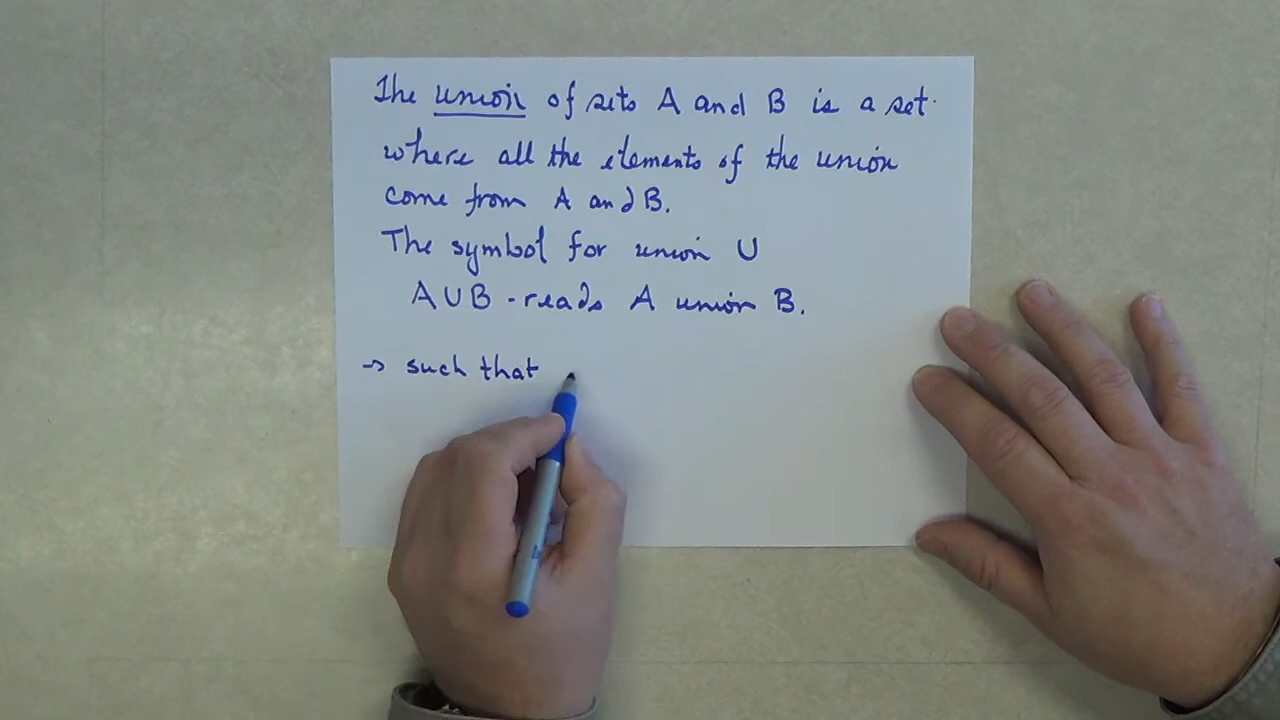 The union of sets A and B is a set.
where all the elements of the union
come from A and B.
The symbol for union ∪
A∪B - reads A union B.
→ such that